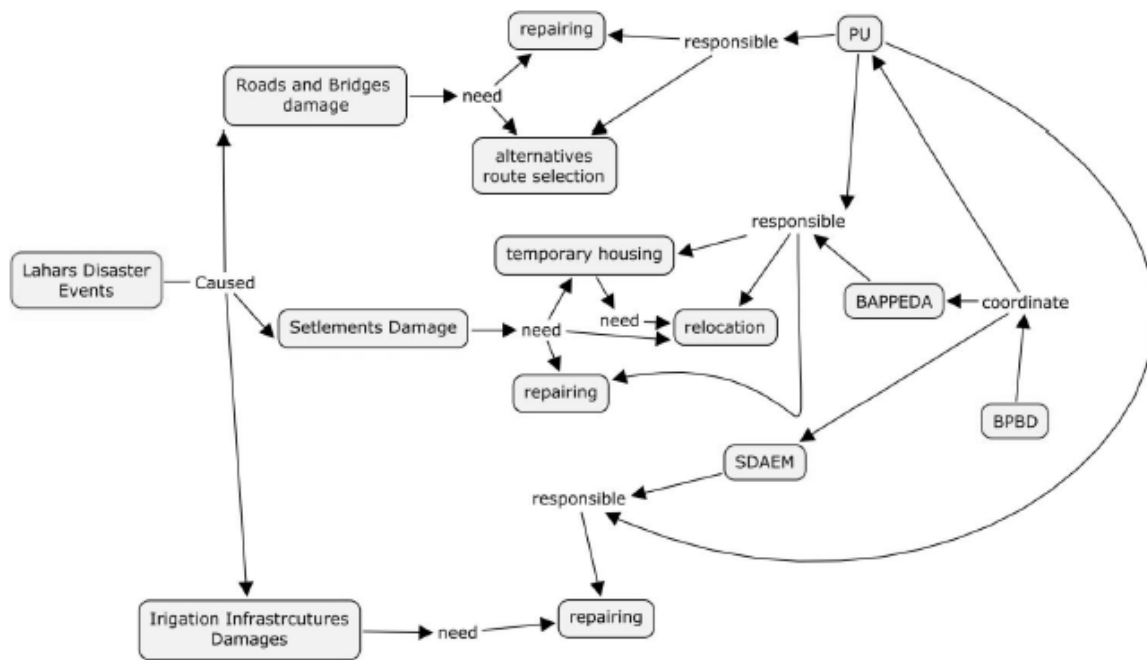 repairing
responsible
PU
Roads and Bridges
damage
need
alternatives
route selection
responsible
temporary housing
Lahars Disaster
Events
Caused
BAPPEDA
coordinate
Setlements Damage
need
need
relocation
repairing
BPBD
SDAEM
responsible
Irigation Infrastrcutures
Damages
need
repairing